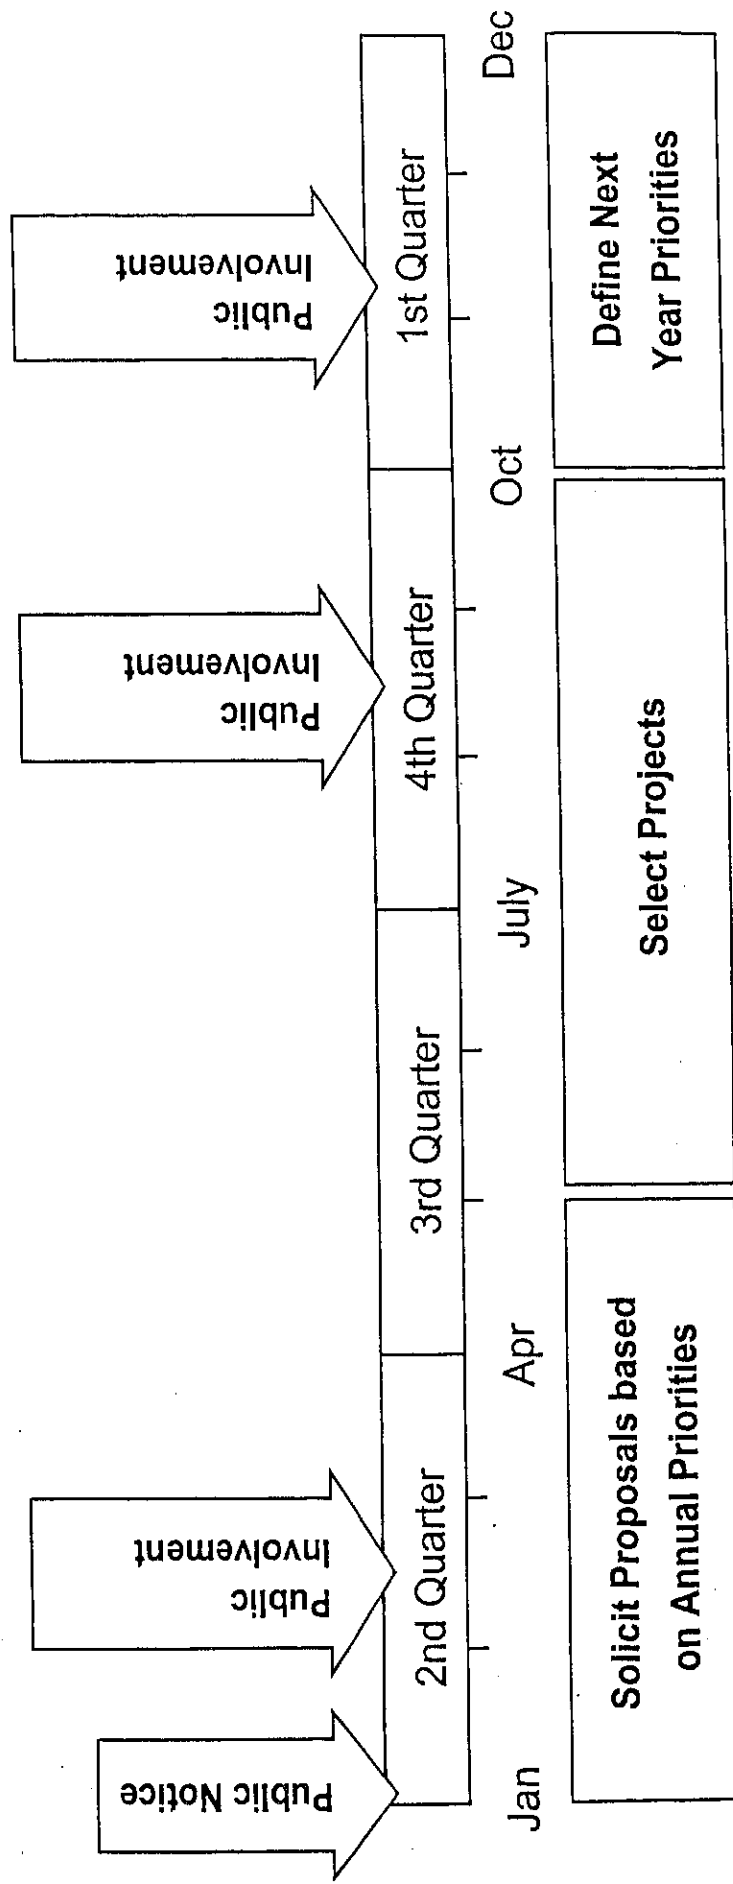 Public Notice
Public
Involvement
Public
Involvement
Public
Involvement
2nd Quarter
3rd Quarter
4th Quarter
1st Quarter
Jan
Apr
July
Oct
Dec
Solicit Proposals based
on Annual Priorities
Select Projects
Define Next
Year Priorities